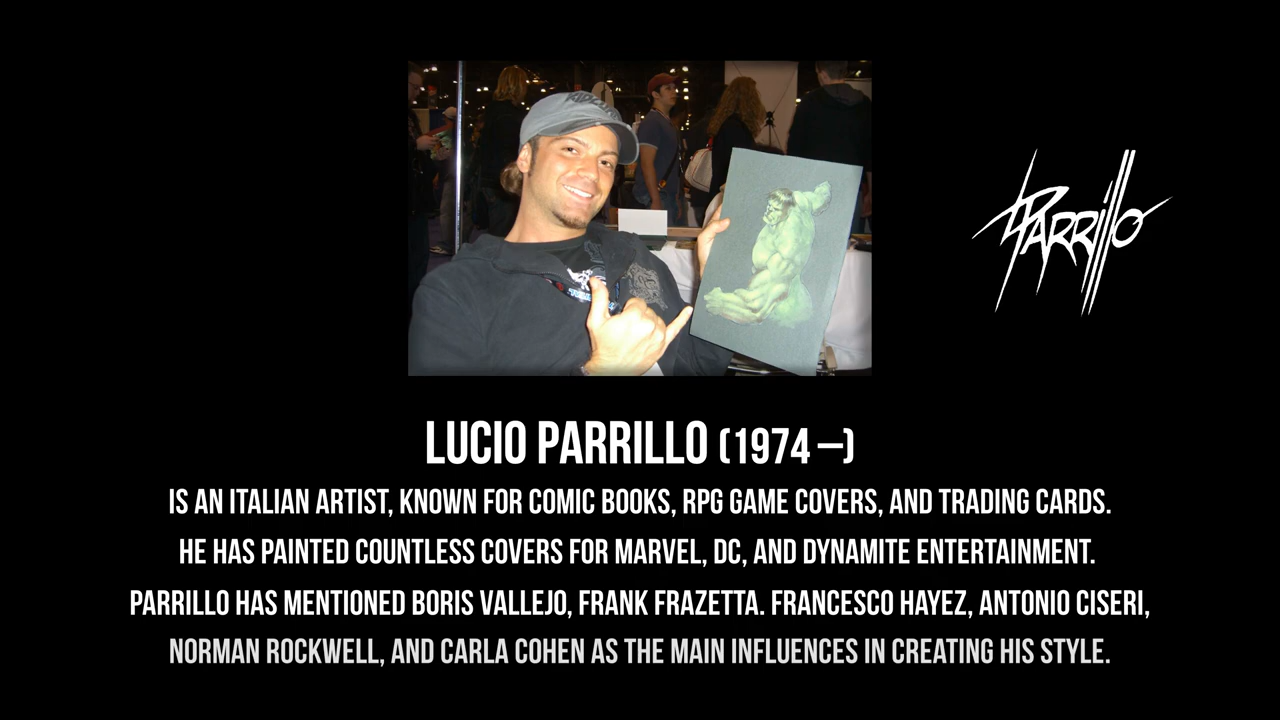 PARRILLO
LUCIO PARRILLO (1974 –)
IS AN ITALIAN ARTIST, KNOWN FOR COMIC BOOKS, RPG GAME COVERS, AND TRADING CARDS.
HE HAS PAINTED COUNTLESS COVERS FOR MARVEL, DC, AND DYNAMITE ENTERTAINMENT.
PARRILLO HAS MENTIONED BORIS VALLEJO, FRANK FRAZETTA. FRANCESCO HAYEZ, ANTONIO CISERI,
NORMAN ROCKWELL, AND CARLA COHEN AS THE MAIN INFLUENCES IN CREATING HIS STYLE.